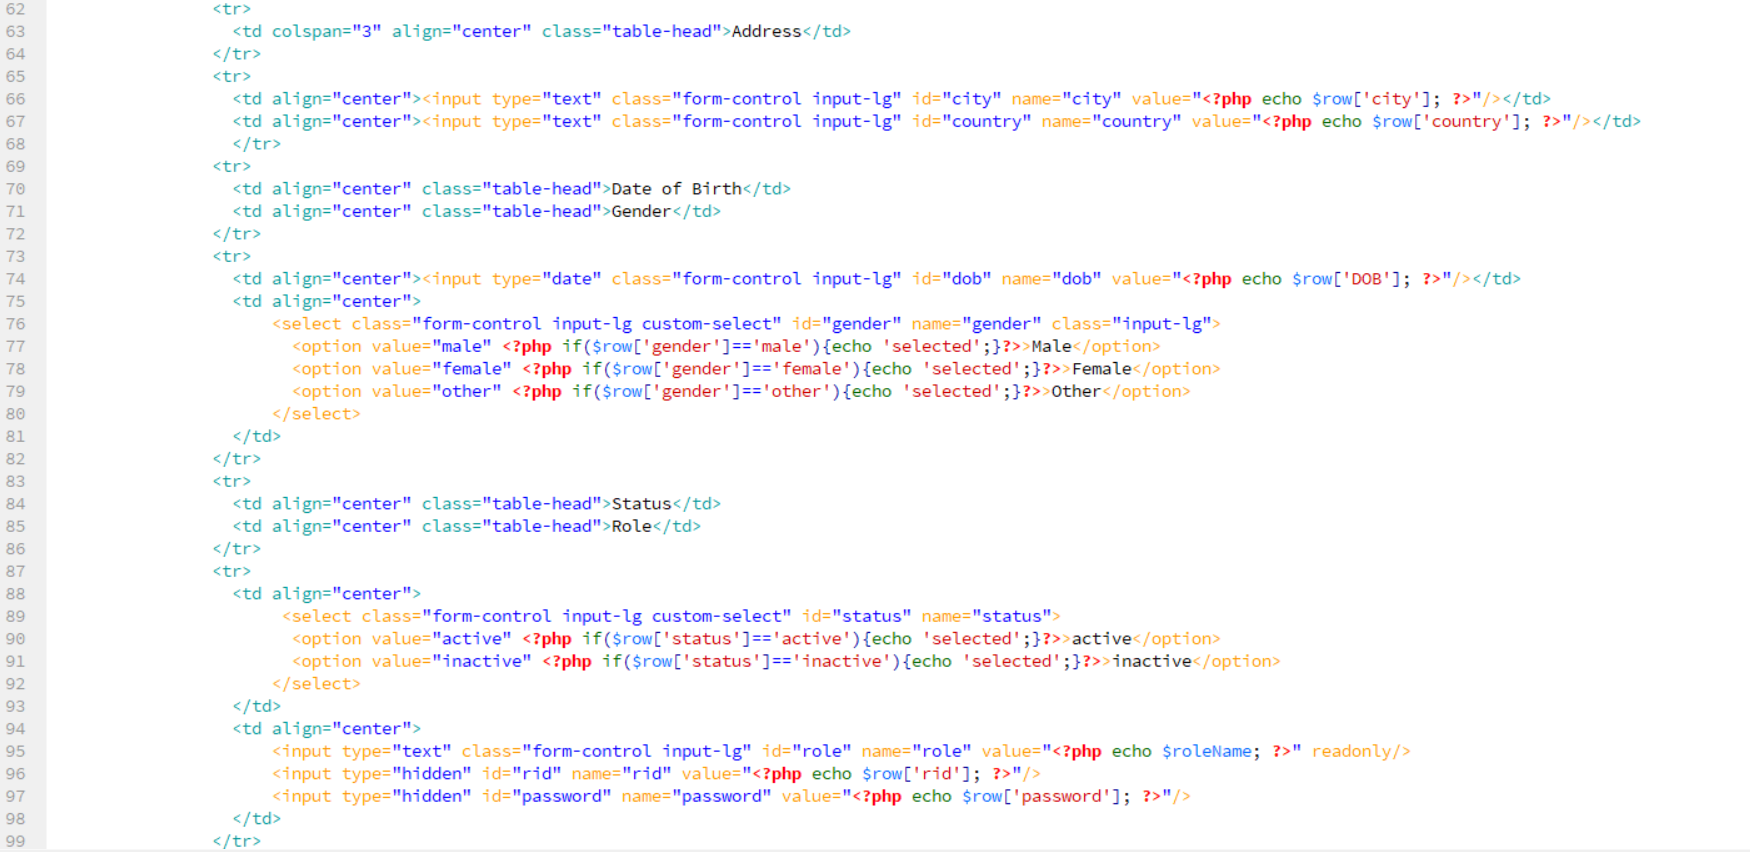 62 <tr>
63 <td colspan="3" align="center" class="table-head">Address</td>
64 </tr>
65 <tr>
66 <td align="center"><input type="text" class="form-control input-lg" id="city" name="city" value="<?php echo $row['city']; ?>"/></td>
67 <td align="center"><input type="text" class="form-control input-lg" id="country" name="country" value="<?php echo $row['country']; ?>"/></td>
68 </tr>
69 <tr>
70 <td align="center" class="table-head">Date of Birth</td>
71 <td align="center" class="table-head">Gender</td>
72 </tr>
73 <tr>
74 <td align="center"><input type="date" class="form-control input-lg" id="dob" name="dob" value="<?php echo $row['DOB']; ?>"/></td>
75 <td align="center">
76 <select class="form-control input-lg custom-select" id="gender" name="gender" class="input-lg">
77 <option value="male" <?php if($row['gender']=='male'){echo 'selected';}?>>Male</option>
78 <option value="female" <?php if($row['gender']=='female'){echo 'selected';}?>>Female</option>
79 <option value="other" <?php if($row['gender']=='other'){echo 'selected';}?>>Other</option>
80 </select>
81 </td>
82 </tr>
83 <tr>
84 <td align="center" class="table-head">Status</td>
85 <td align="center" class="table-head">Role</td>
86 </tr>
87 <tr>
88 <td align="center">
89 <select class="form-control input-lg custom-select" id="status" name="status">
90 <option value="active" <?php if($row['status']=='active'){echo 'selected';}?>>active</option>
91 <option value="inactive" <?php if($row['status']=='inactive'){echo 'selected';}?>>inactive</option>
92 </select>
93 </td>
94 <td align="center">
95 <input type="text" class="form-control input-lg" id="role" name="role" value="<?php echo $roleName; ?>" readonly/>
96 <input type="hidden" id="rid" name="rid" value="<?php echo $row['rid']; ?>"/>
97 <input type="hidden" id="password" name="password" value="<?php echo $row['password']; ?>"/>
98 </td>
99 </tr>